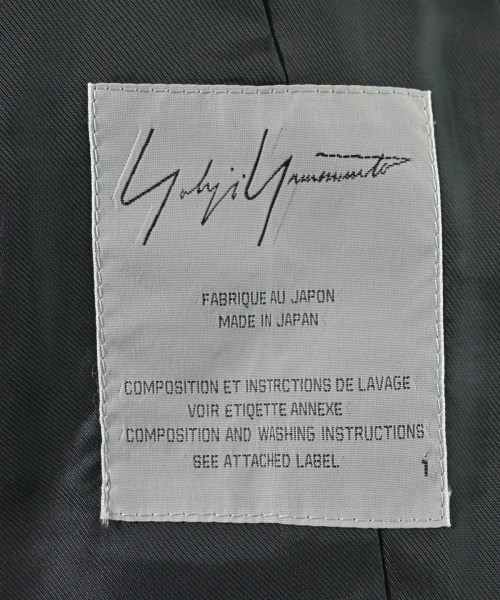 Yohji Yamamoto
FABRIQUE AU JAPON
MADE IN JAPAN
COMPOSITION ET INSTRCTIONS DE LAVAGE
VOIR ETIQETTE ANNEXE
COMPOSITION AND WASHING INSTRUCTIONS
SEE ATTACHED LABEL 1